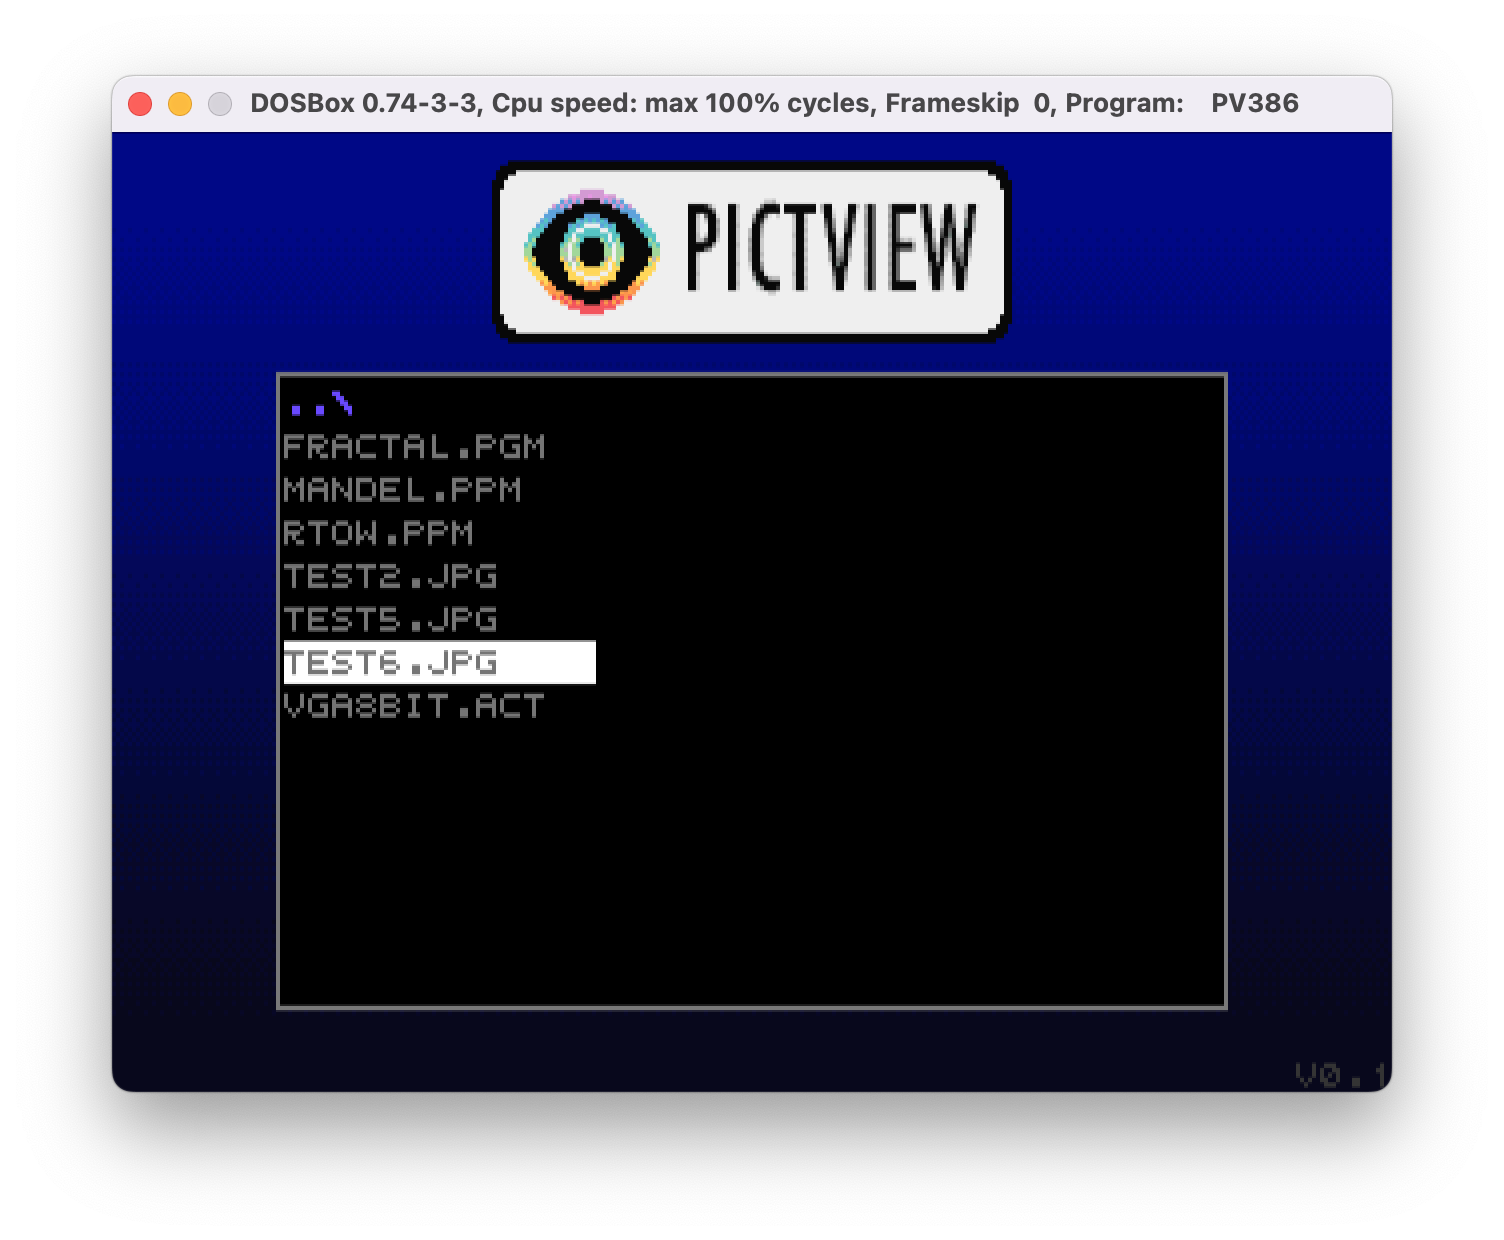 DOSBox 0.74-3-3, Cpu speed: max 100% cycles, Frameskip 0, Program: PV386
PICTVIEW
..\
FRACTAL.PGM
MANDEL.PPM
RTOW.PPM
TEST2.JPG
TEST5.JPG
TEST6.JPG
VGA8BIT.ACT
V0.1